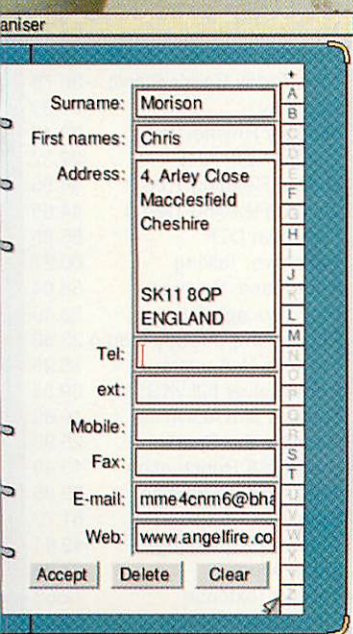 aniser
+
Surname: Morison
First names: Chris
Address: 4, Arley Close
Macclesfield
Cheshire
SK11 8QP
ENGLAND
Tel:
ext:
Mobile:
Fax:
E-mail: mme4cnm6@bha
Web: www.angelfire.co
Accept Delete Clear
A
B
C
D
E
F
G
H
I
J
K
L
M
N
O
P
Q
R
S
T
U
V
W
X
Y
Z